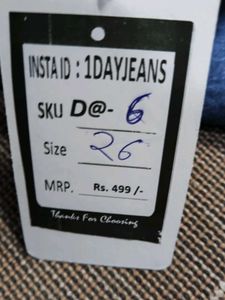 INSTA ID : 1DAYJEANS
SKU D@- 6
Size 26
MRP. Rs. 499 /-
Thanks For Choosing